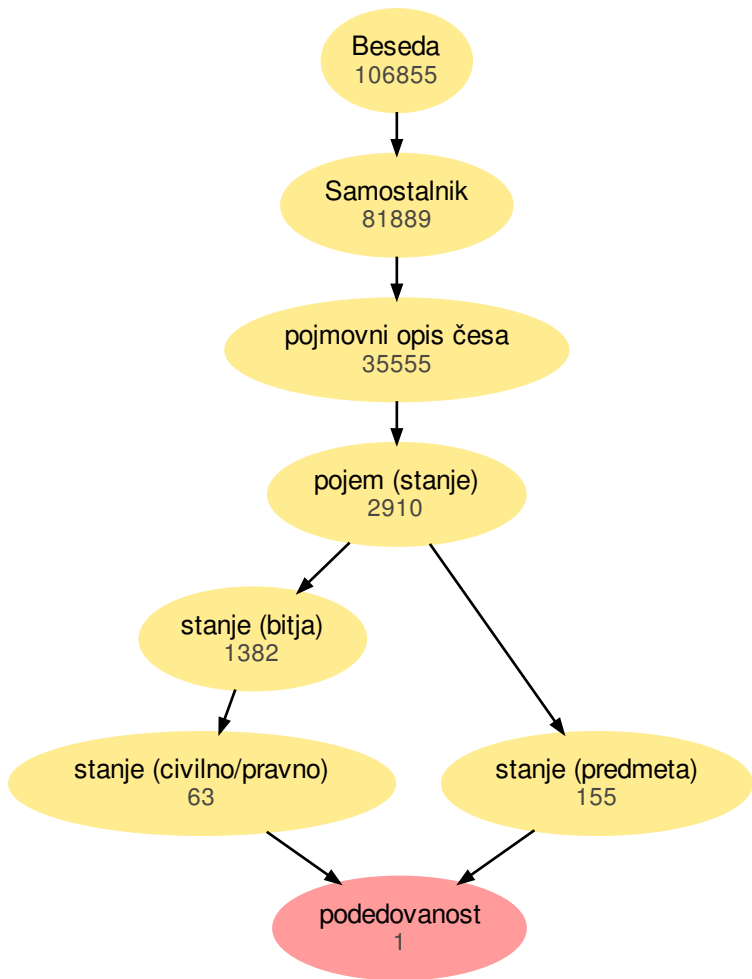 Beseda
106855
Samostalnik
81889
pojmovni opis česa
35555
pojem (stanje)
2910
stanje (bitja)
1382
stanje (civilno/pravno)
63
stanje (predmeta)
155
podedovanost
1